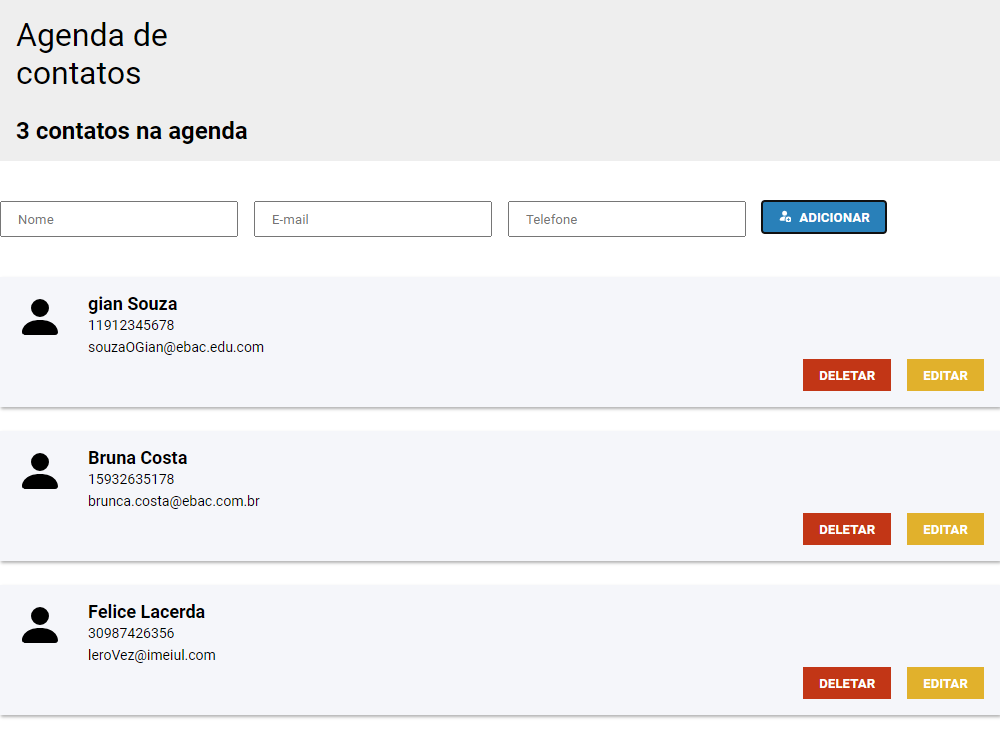 Agenda de
contatos
3 contatos na agenda
Nome E-mail Telefone ADICIONAR
gian Souza
11912345678
souzaOGian@ebac.edu.com
DELETAR EDITAR
Bruna Costa
15932635178
brunca.costa@ebac.com.br
DELETAR EDITAR
Felice Lacerda
30987426356
leroVez@imeiul.com
DELETAR EDITAR